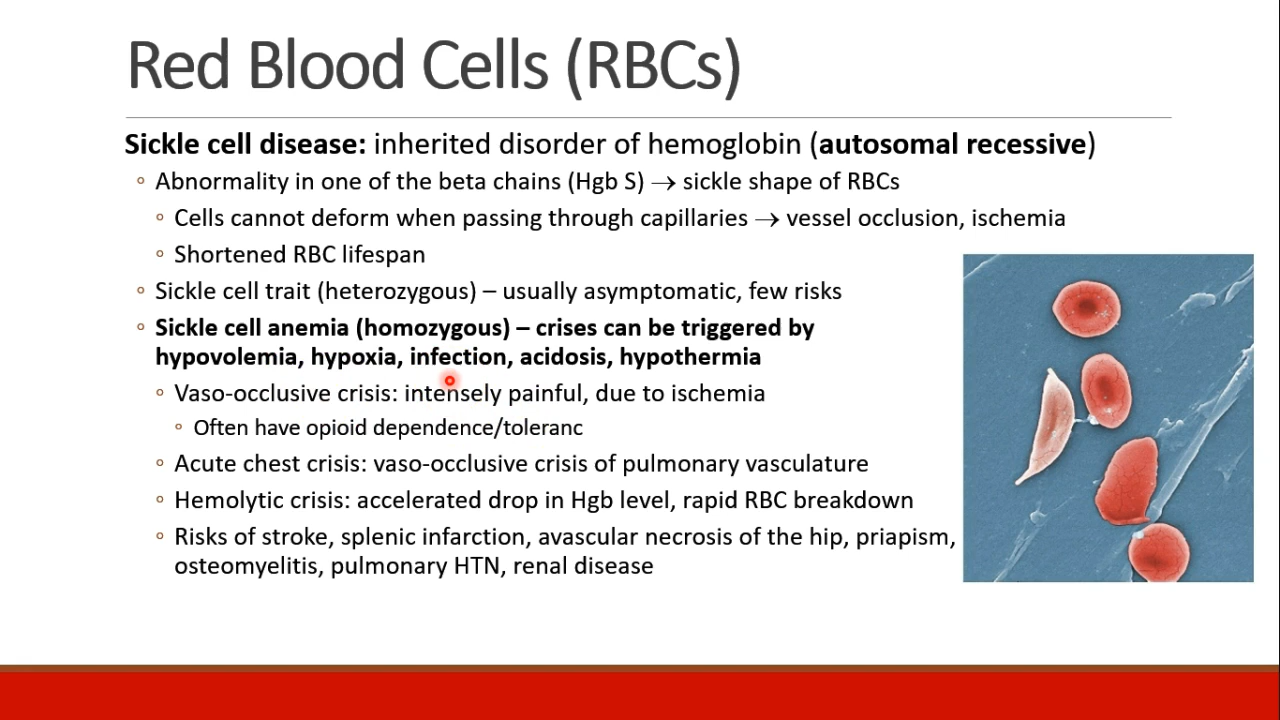 Red Blood Cells (RBCs)
Sickle cell disease: inherited disorder of hemoglobin (autosomal recessive)
◦ Abnormality in one of the beta chains (Hgb S) → sickle shape of RBCs
◦ Cells cannot deform when passing through capillaries → vessel occlusion, ischemia
◦ Shortened RBC lifespan
◦ Sickle cell trait (heterozygous) – usually asymptomatic, few risks
◦ Sickle cell anemia (homozygous) – crises can be triggered by
hypovolemia, hypoxia, infection, acidosis, hypothermia
◦ Vaso-occlusive crisis: intensely painful, due to ischemia
◦ Often have opioid dependence/toleranc
◦ Acute chest crisis: vaso-occlusive crisis of pulmonary vasculature
◦ Hemolytic crisis: accelerated drop in Hgb level, rapid RBC breakdown
◦ Risks of stroke, splenic infarction, avascular necrosis of the hip, priapism,
osteomyelitis, pulmonary HTN, renal disease